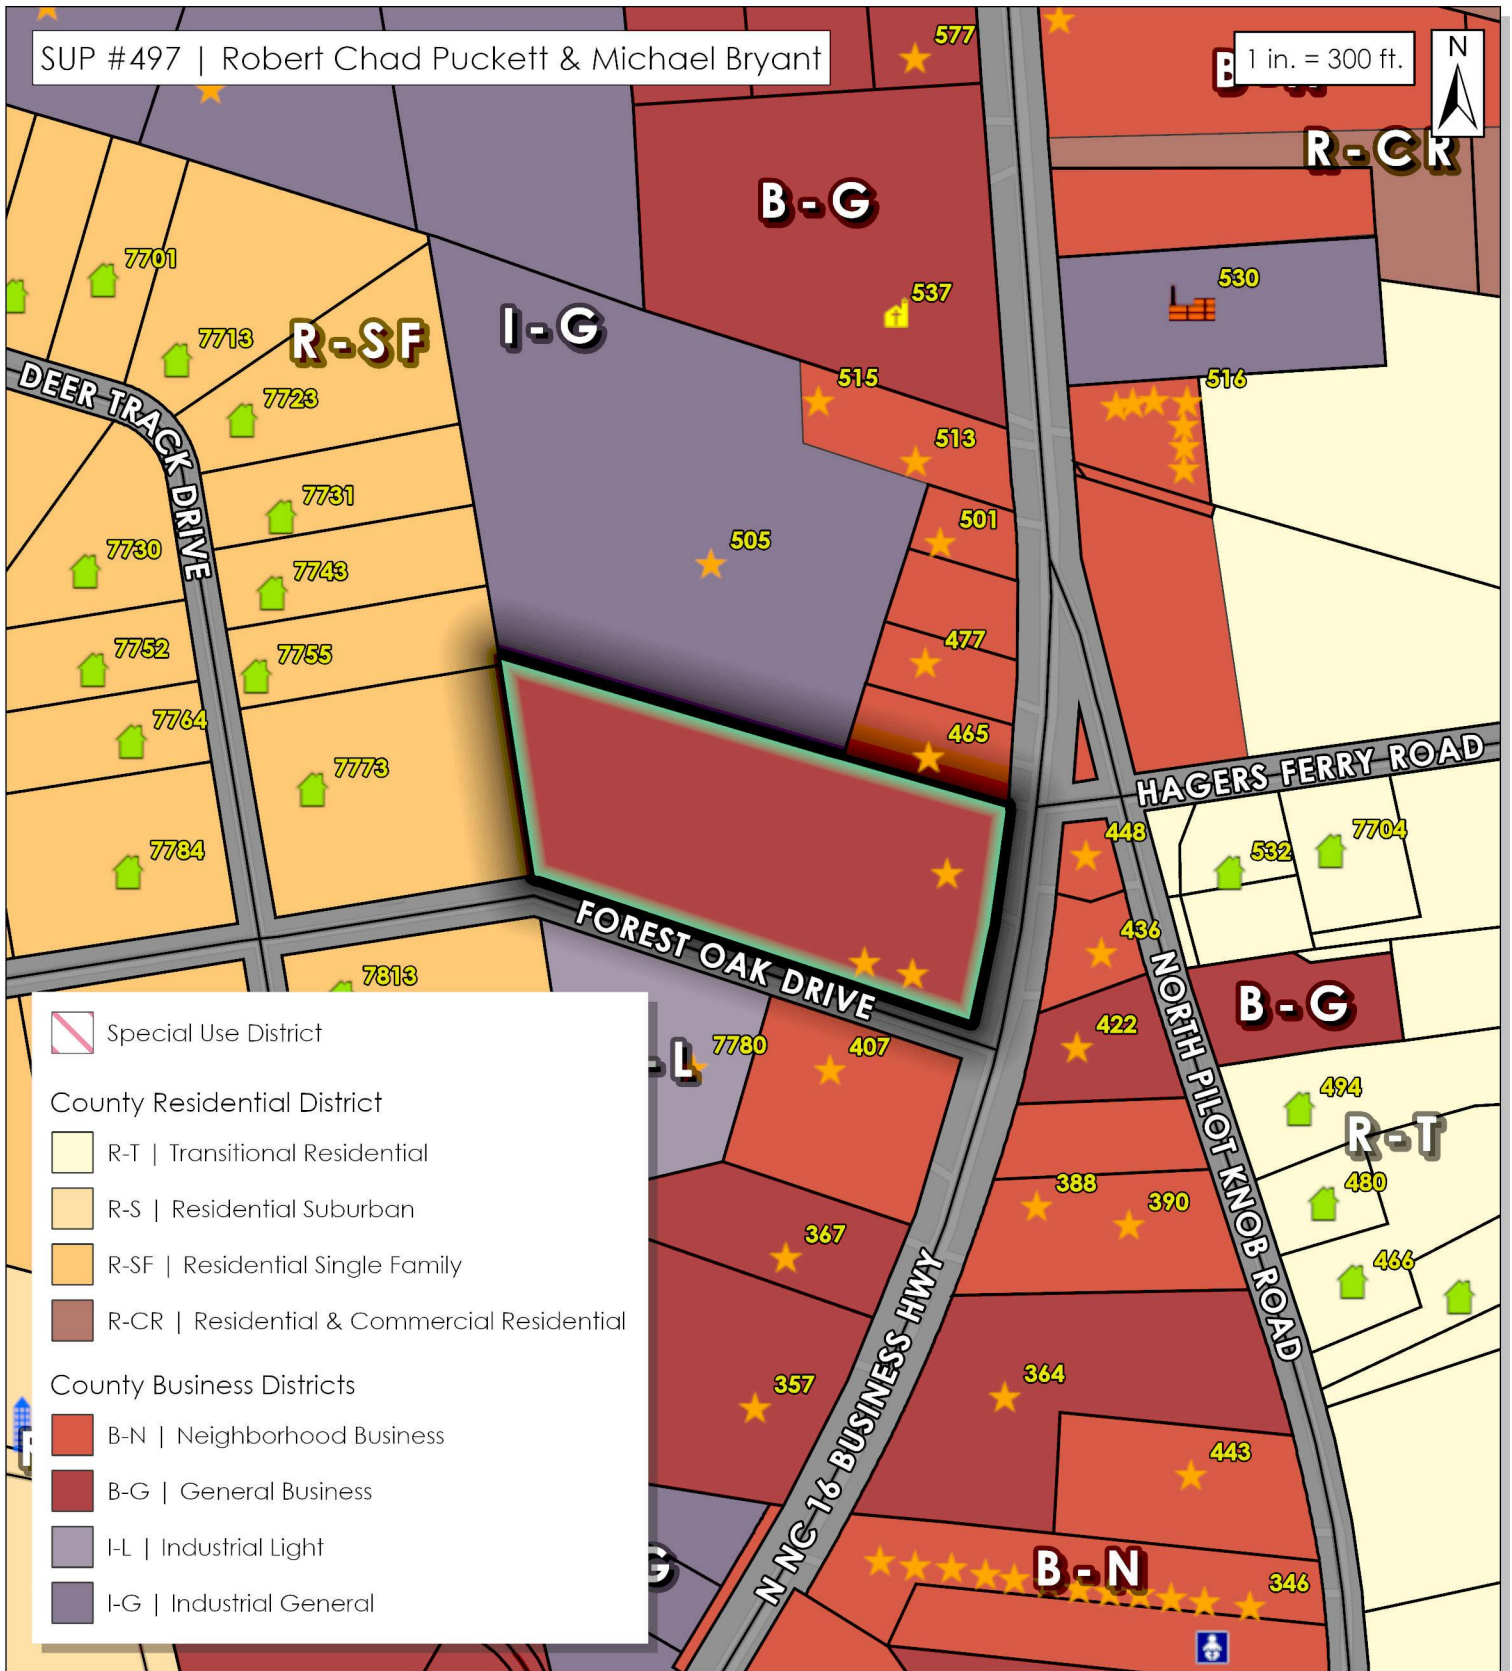 SUP #497 | Robert Chad Puckett & Michael Bryant
1 in. = 300 ft.
N
577
R-CR
B-G
7701
537
530
7713
R-SF
I-G
515
516
DEER TRACK DRIVE
7723
513
7731
501
505
7730
7743
477
7752
7755
7764
465
HAGERS FERRY ROAD
7773
448
7704
7784
532
FOREST OAK DRIVE
436
7813
B-G
422
-L
7780
407
NORTH PILOT KNOB ROAD
494
R-T
388
390
480
367
466
N NC 16 BUSINESS HWY
364
357
443
B-N
346
G
Special Use District
County Residential District
R-T | Transitional Residential
R-S | Residential Suburban
R-SF | Residential Single Family
R-CR | Residential & Commercial Residential
County Business Districts
B-N | Neighborhood Business
B-G | General Business
I-L | Industrial Light
I-G | Industrial General